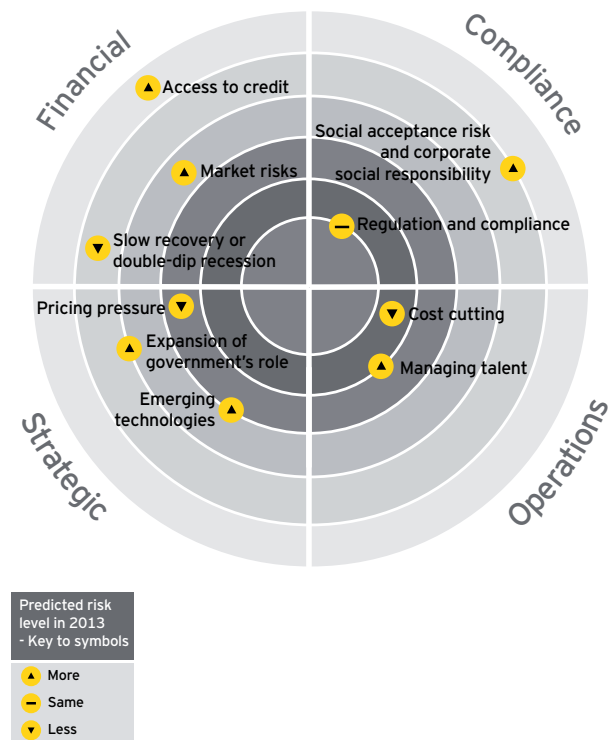 Financial
Compliance
Access to credit
Social acceptance risk
and corporate
social responsibility
Market risks
Regulation and compliance
Slow recovery or
double-dip recession
Pricing pressure
Cost cutting
Expansion of
government’s role
Managing talent
Emerging
technologies
Strategic
Operations
Predicted risk
level in 2013
- Key to symbols
More
Same
Less